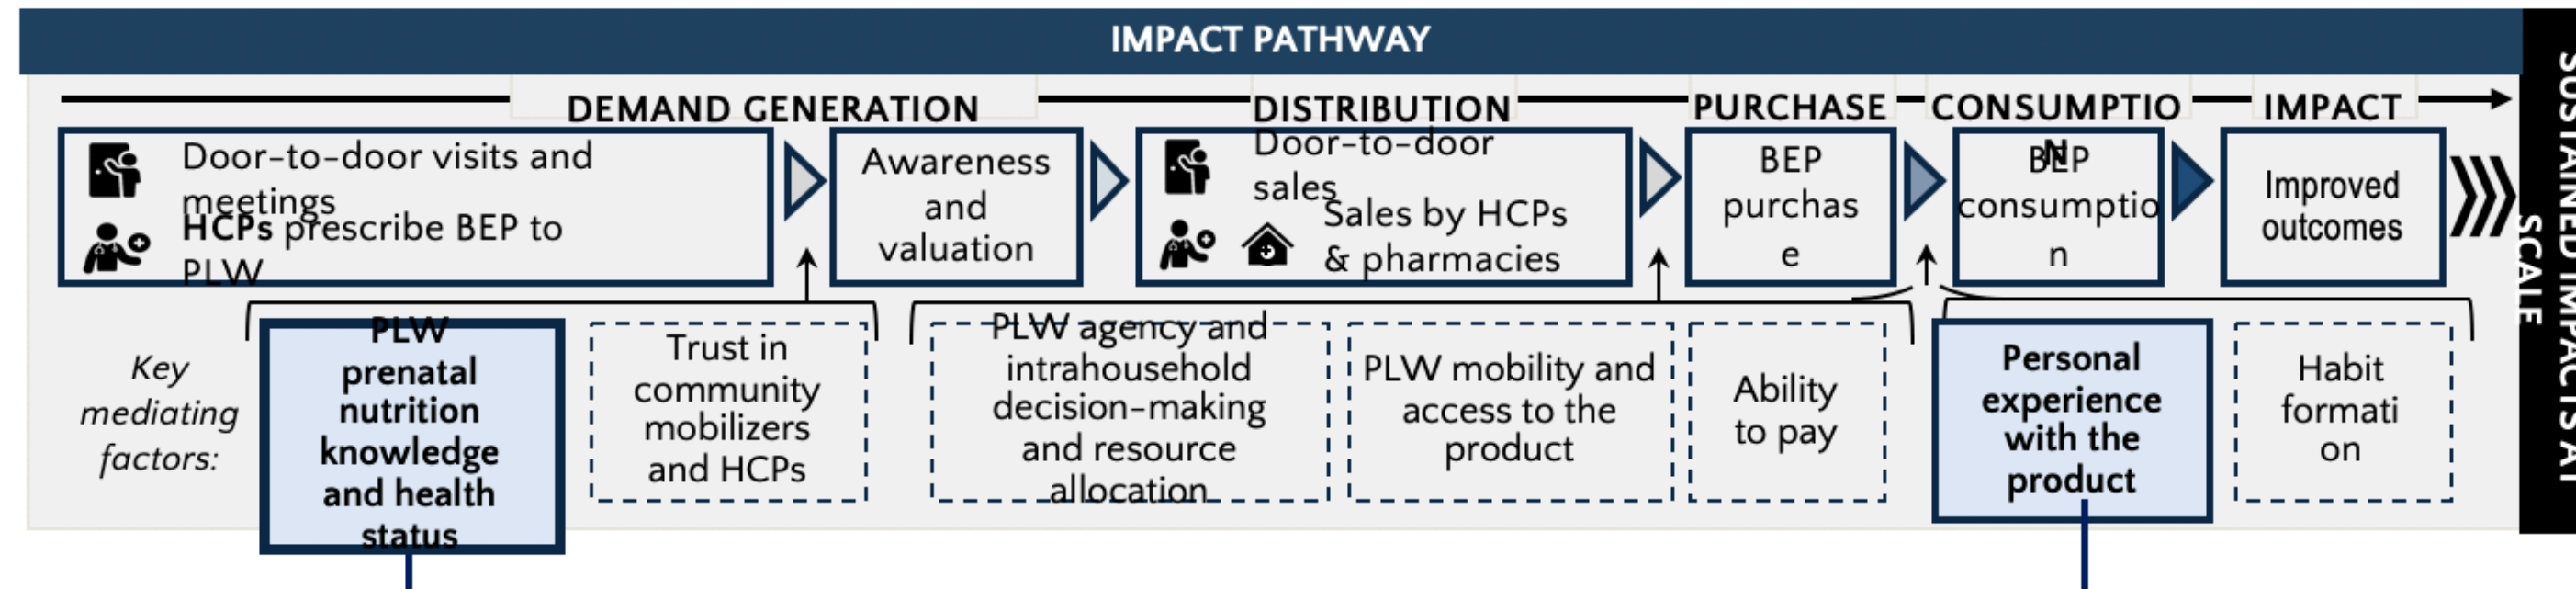 IMPACT PATHWAY
DEMAND GENERATION
DISTRIBUTION
PURCHASE
CONSUMPTIO
N
IMPACT
Door-to-door visits and
meetings
HCPs prescribe BEP to
PLW
Awareness
and
valuation
Door-to-door
sales
Sales by HCPs
& pharmacies
BEP
purchas
e
BEP
consumptio
n
Improved
outcomes
SUSTAINED IMPACTS AT
SCALE
Key
mediating
factors:
PLW
prenatal
nutrition
knowledge
and health
status
Trust in
community
mobilizers
and HCPs
PLW agency and
intrahousehold
decision-making
and resource
allocation
PLW mobility and
access to the
product
Ability
to pay
Personal
experience
with the
product
Habit
formati
on